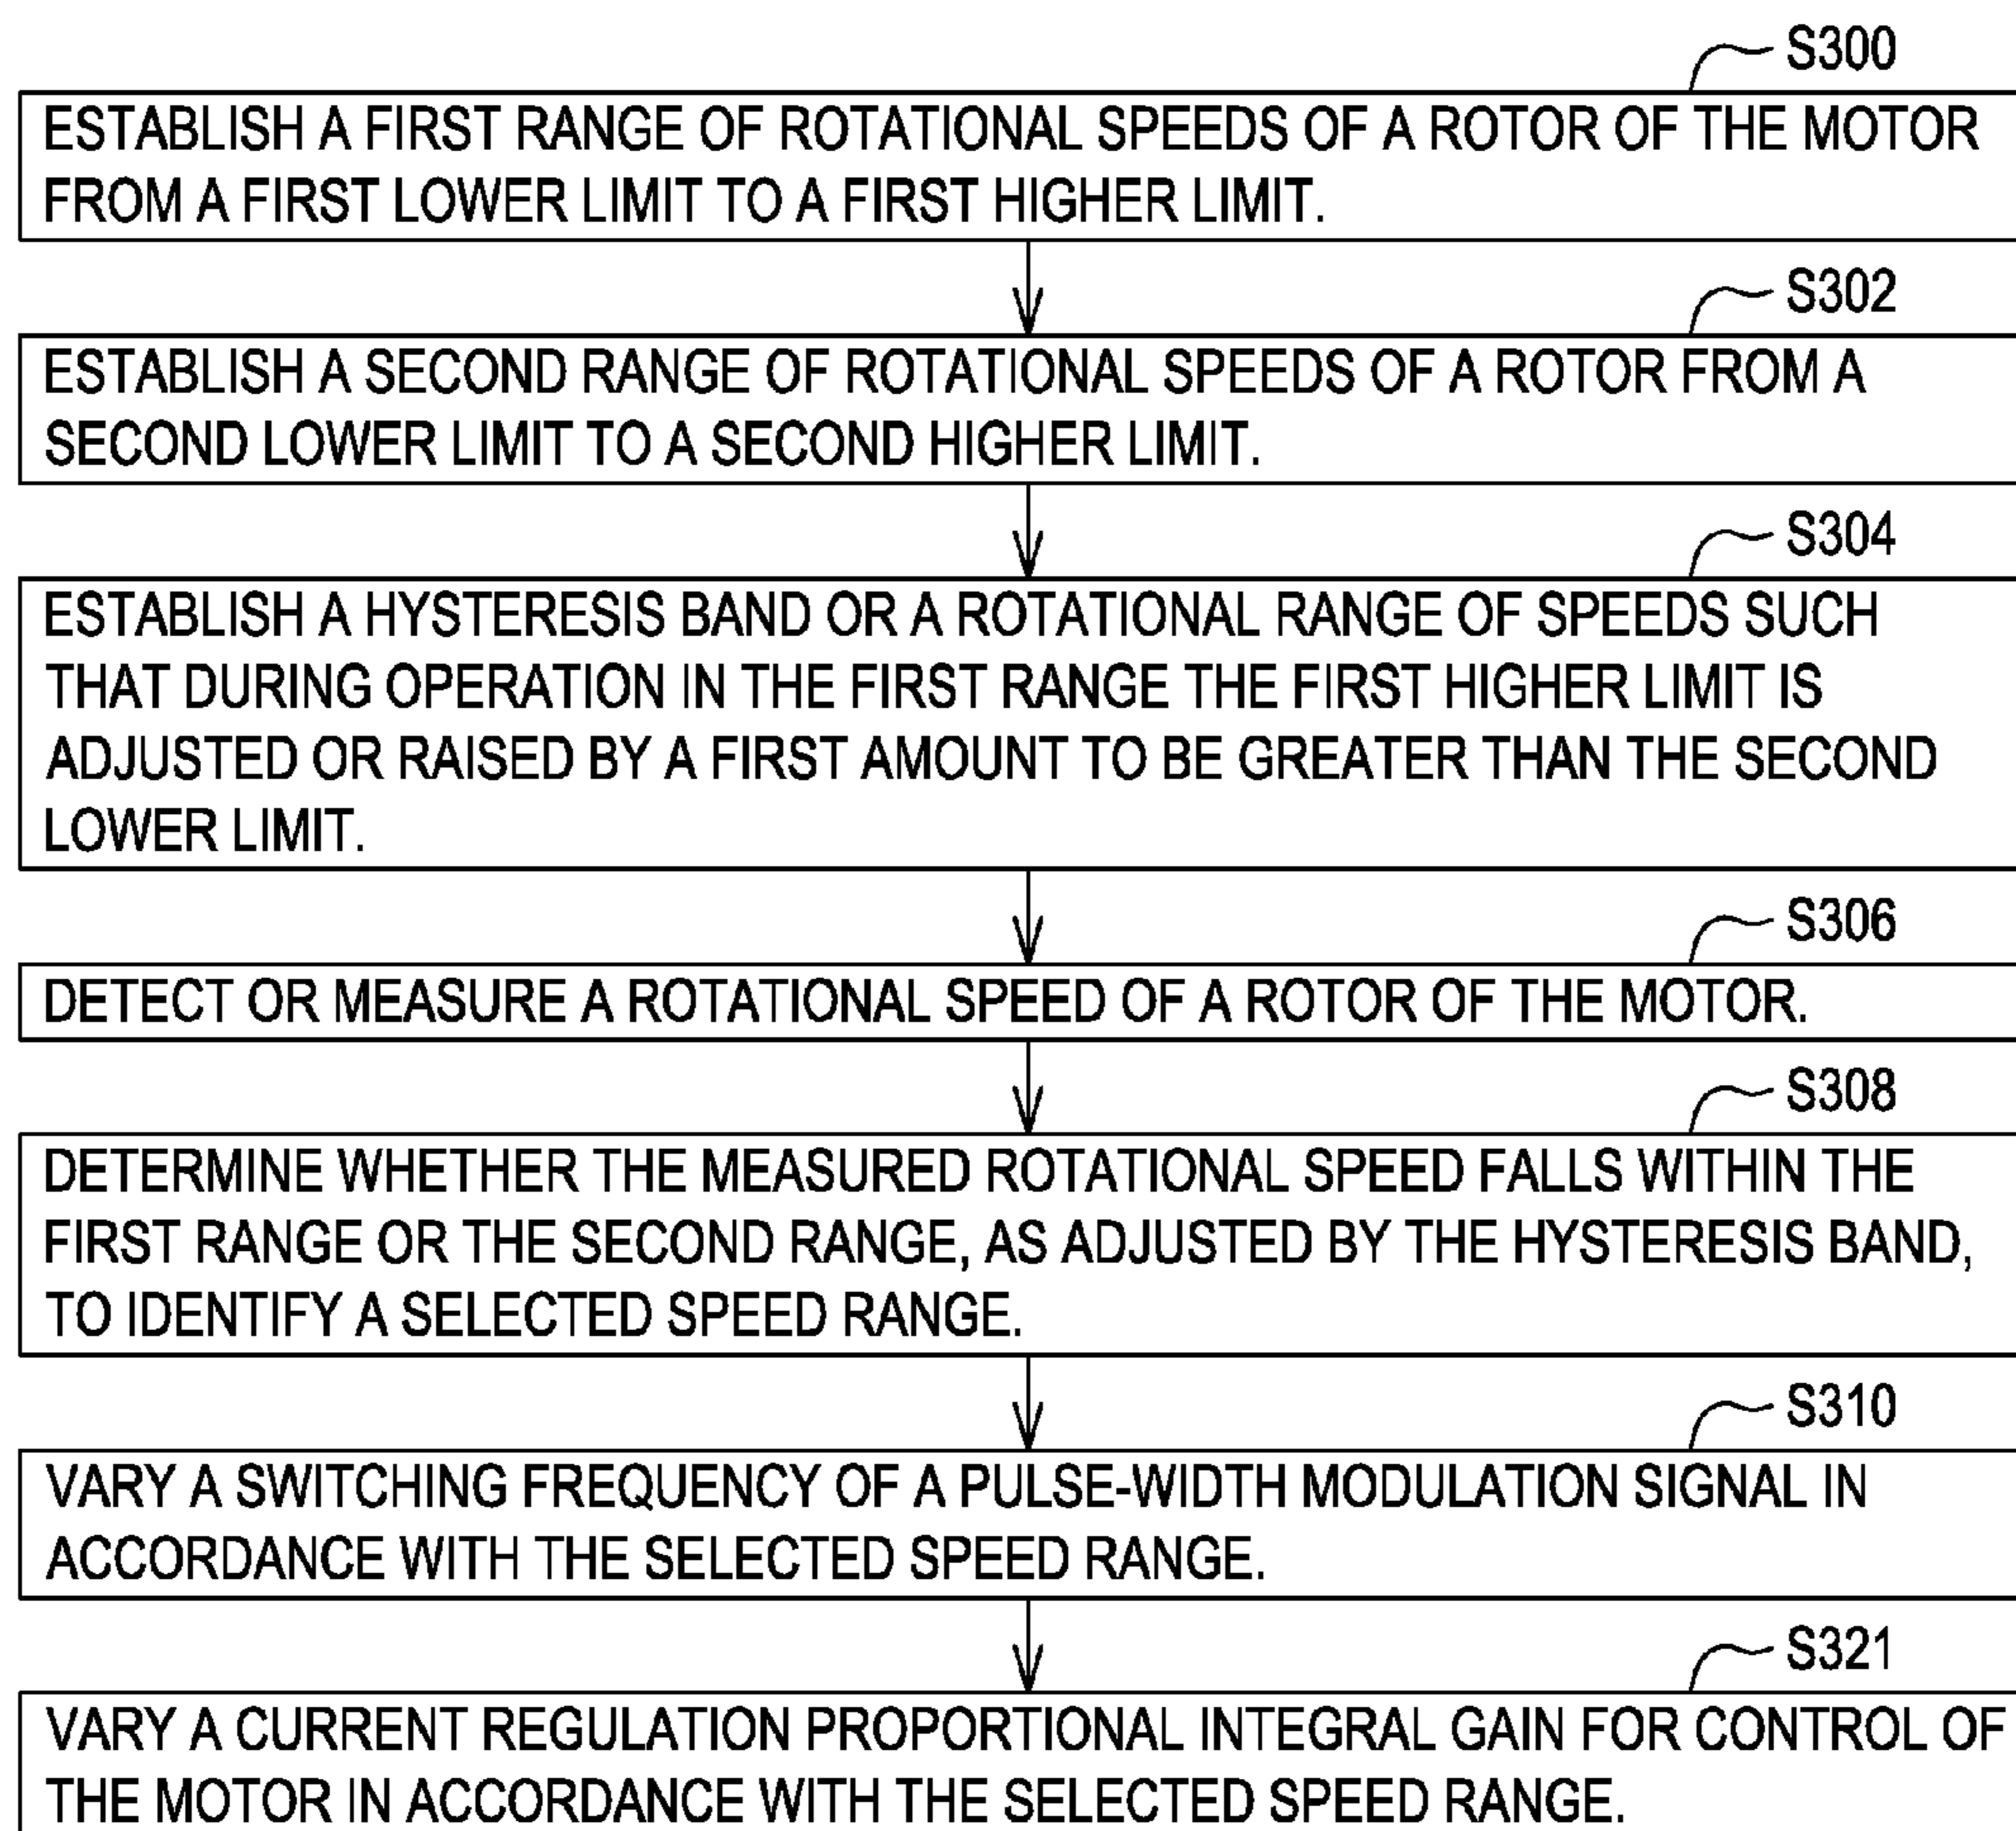 S300
ESTABLISH A FIRST RANGE OF ROTATIONAL SPEEDS OF A ROTOR OF THE MOTOR
FROM A FIRST LOWER LIMIT TO A FIRST HIGHER LIMIT.
S302
ESTABLISH A SECOND RANGE OF ROTATIONAL SPEEDS OF A ROTOR FROM A
SECOND LOWER LIMIT TO A SECOND HIGHER LIMIT.
S304
ESTABLISH A HYSTERESIS BAND OR A ROTATIONAL RANGE OF SPEEDS SUCH
THAT DURING OPERATION IN THE FIRST RANGE THE FIRST HIGHER LIMIT IS
ADJUSTED OR RAISED BY A FIRST AMOUNT TO BE GREATER THAN THE SECOND
LOWER LIMIT.
S306
DETECT OR MEASURE A ROTATIONAL SPEED OF A ROTOR OF THE MOTOR.
S308
DETERMINE WHETHER THE MEASURED ROTATIONAL SPEED FALLS WITHIN THE
FIRST RANGE OR THE SECOND RANGE, AS ADJUSTED BY THE HYSTERESIS BAND,
TO IDENTIFY A SELECTED SPEED RANGE.
S310
VARY A SWITCHING FREQUENCY OF A PULSE-WIDTH MODULATION SIGNAL IN
ACCORDANCE WITH THE SELECTED SPEED RANGE.
S321
VARY A CURRENT REGULATION PROPORTIONAL INTEGRAL GAIN FOR CONTROL OF
THE MOTOR IN ACCORDANCE WITH THE SELECTED SPEED RANGE.